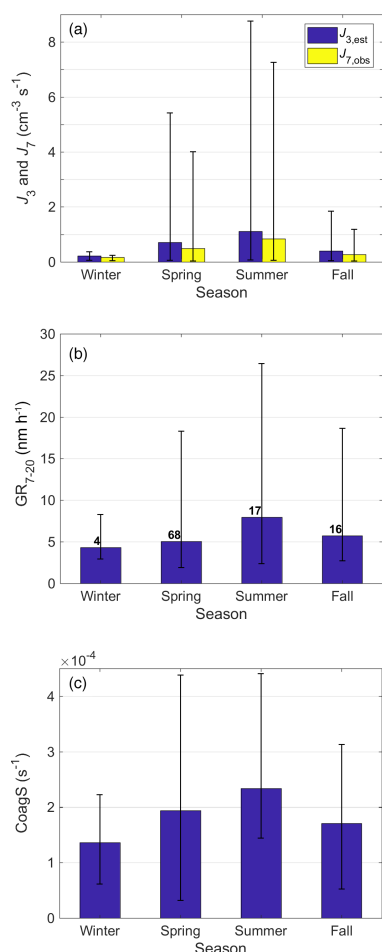 (a)
J3,est
J7,obs
8
6
4
2
0
J3 and J7 (cm-3 s-1)
Winter Spring Summer Fall
Season
(b)
30
25
20
15
10
5
0
GR7-20 (nm h-1)
4 68 17 16
Winter Spring Summer Fall
Season
×10-4
(c)
4
3
2
1
0
CoagS (s-1)
Winter Spring Summer Fall
Season